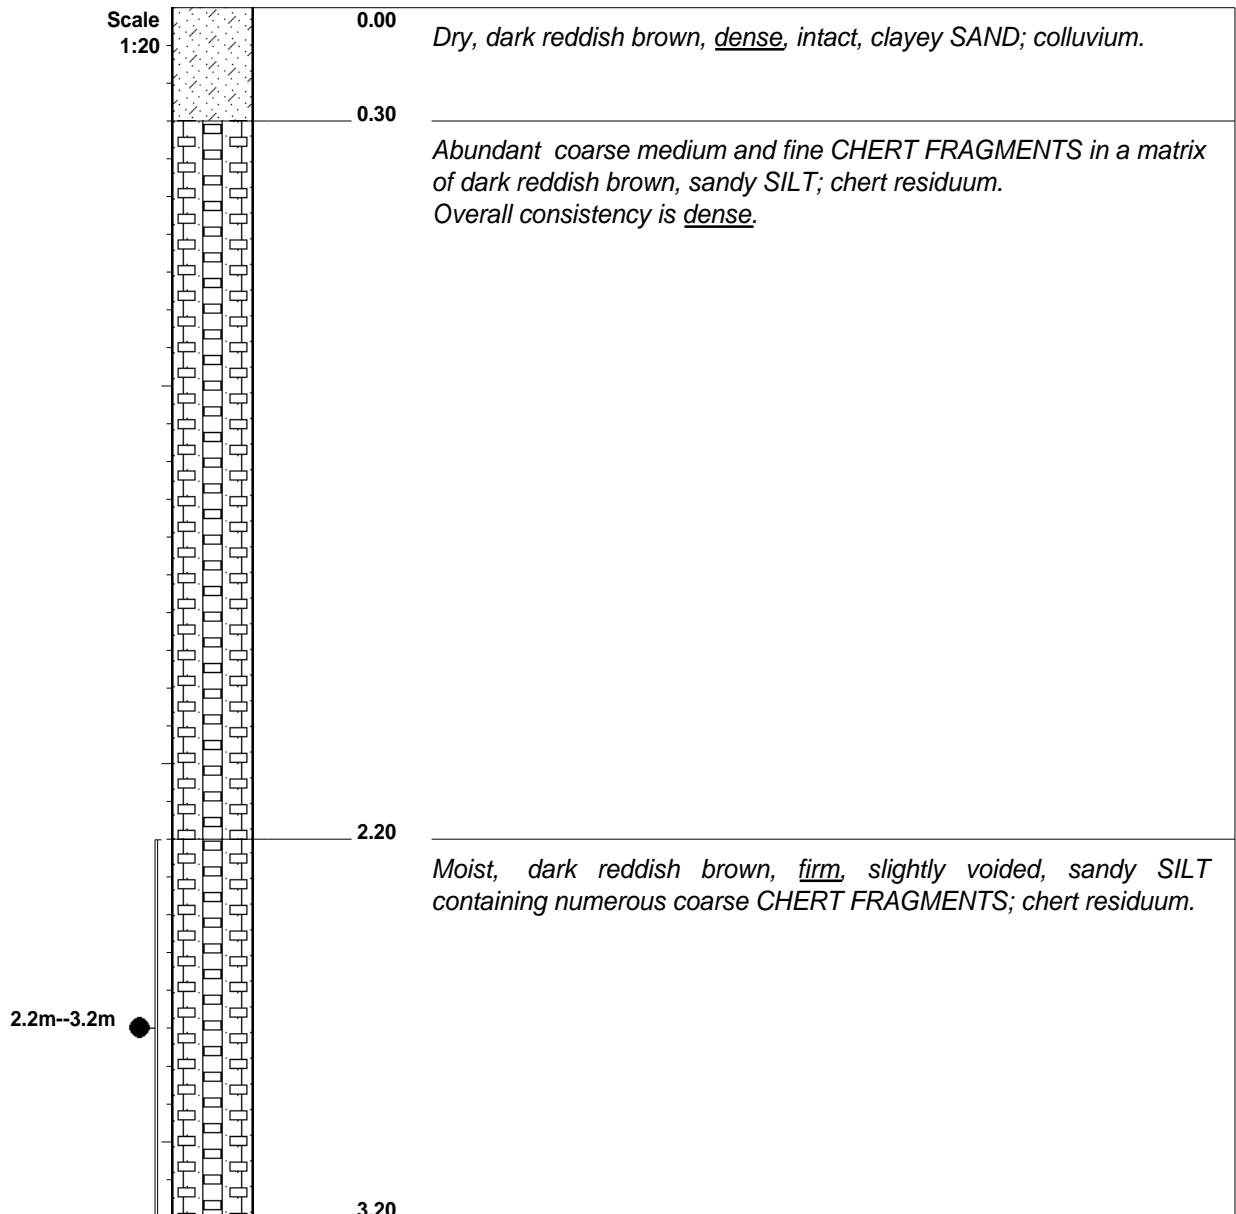 Scale
1:20
0.00
Dry, dark reddish brown, dense, intact, clayey SAND; colluvium.
0.30
Abundant coarse medium and fine CHERT FRAGMENTS in a matrix
of dark reddish brown, sandy SILT; chert residuum.
Overall consistency is dense.
2.20
Moist, dark reddish brown, firm, slightly voided, sandy SILT
containing numerous coarse CHERT FRAGMENTS; chert residuum.
2.2m--3.2m
3.20